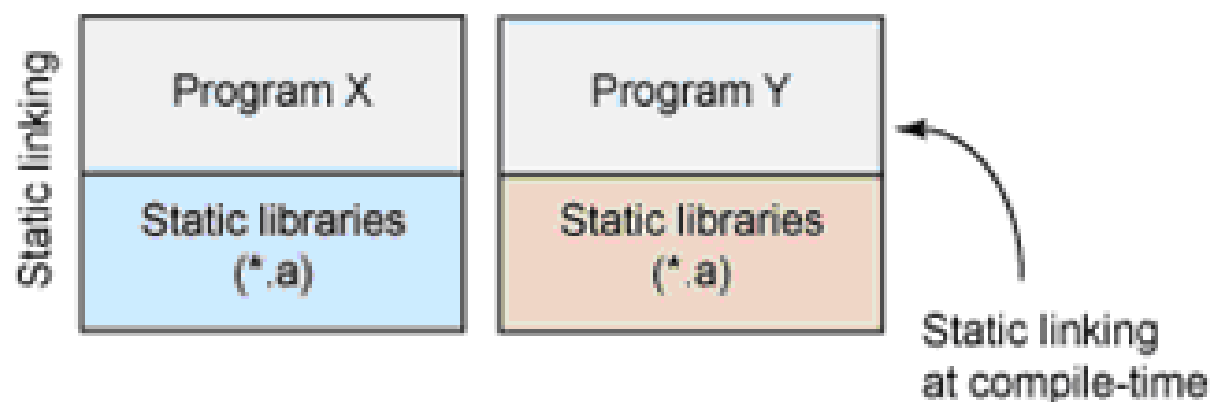 Static linking
Program X
Static libraries
(*.a)
Program Y
Static libraries
(*.a)
Static linking
at compile-time